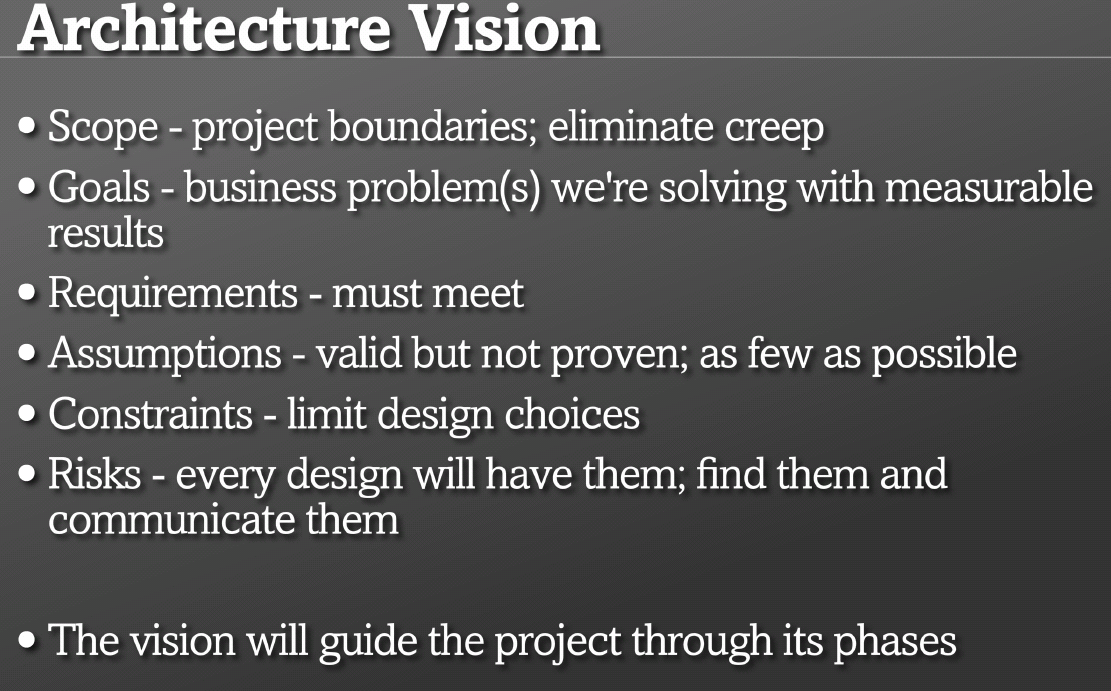 Architecture Vision
• Scope - project boundaries; eliminate creep
• Goals - business problem(s) we're solving with measurable
results
• Requirements - must meet
• Assumptions - valid but not proven; as few as possible
• Constraints - limit design choices
• Risks - every design will have them; find them and
communicate them
• The vision will guide the project through its phases